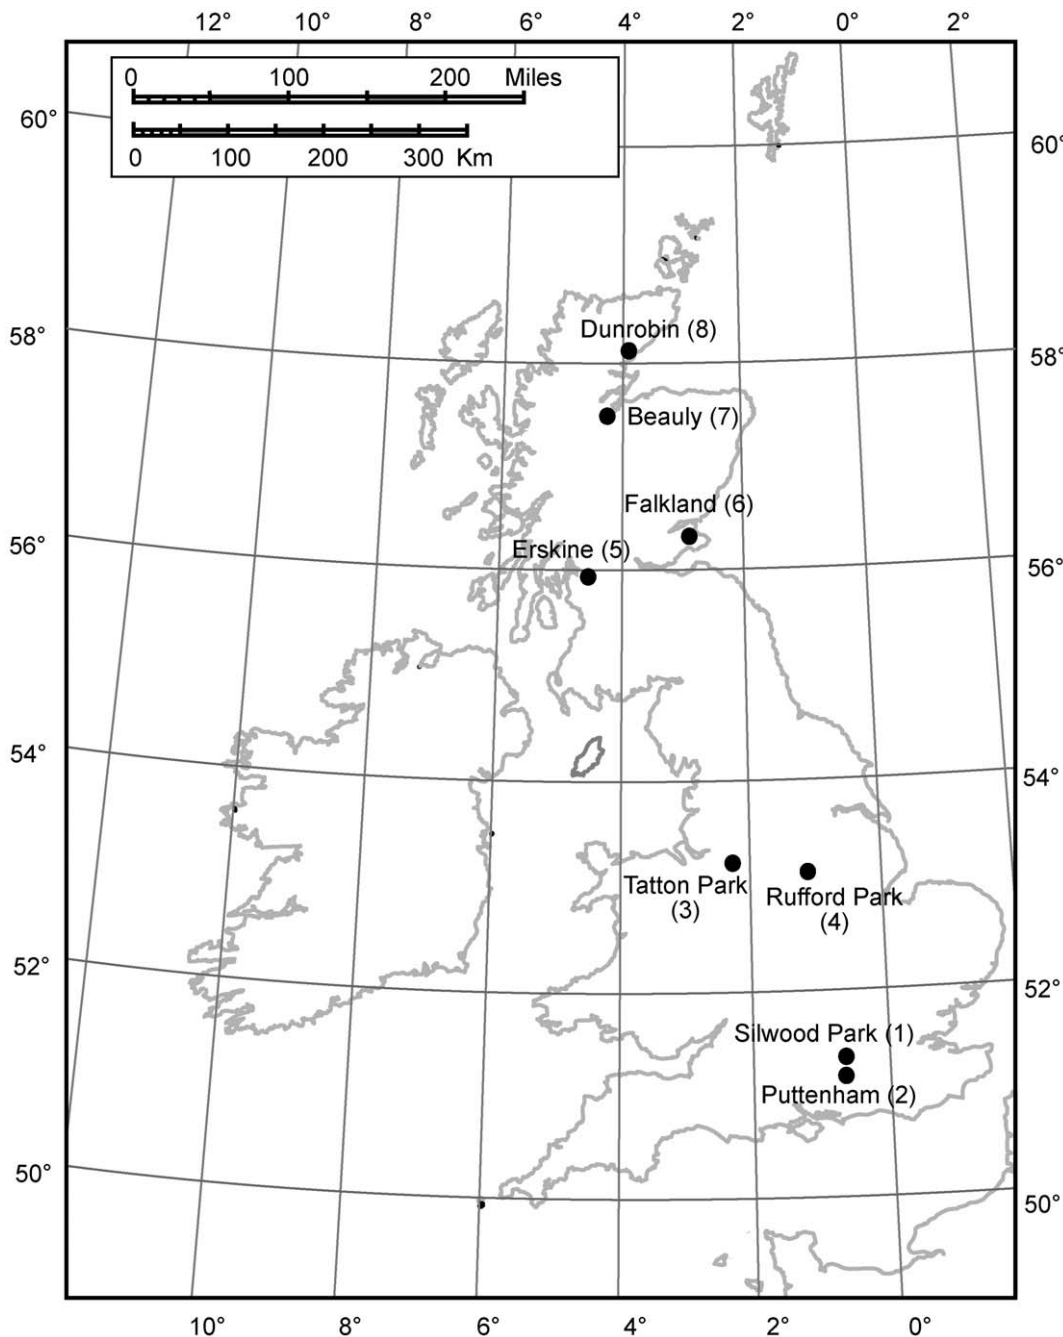 12° 10° 8° 6° 4° 2° 0° 2°
0 100 200 Miles
0 100 200 300 Km
60° 60°
Dunrobin (8)
58° 58°
Beauly (7)
Falkland (6)
Erskine (5)
56° 56°
54° 54°
Tatton Park
(3)
Rufford Park
(4)
52° 52°
Silwood Park (1)
Puttenham (2)
50° 50°
10° 8° 6° 4° 2° 0°